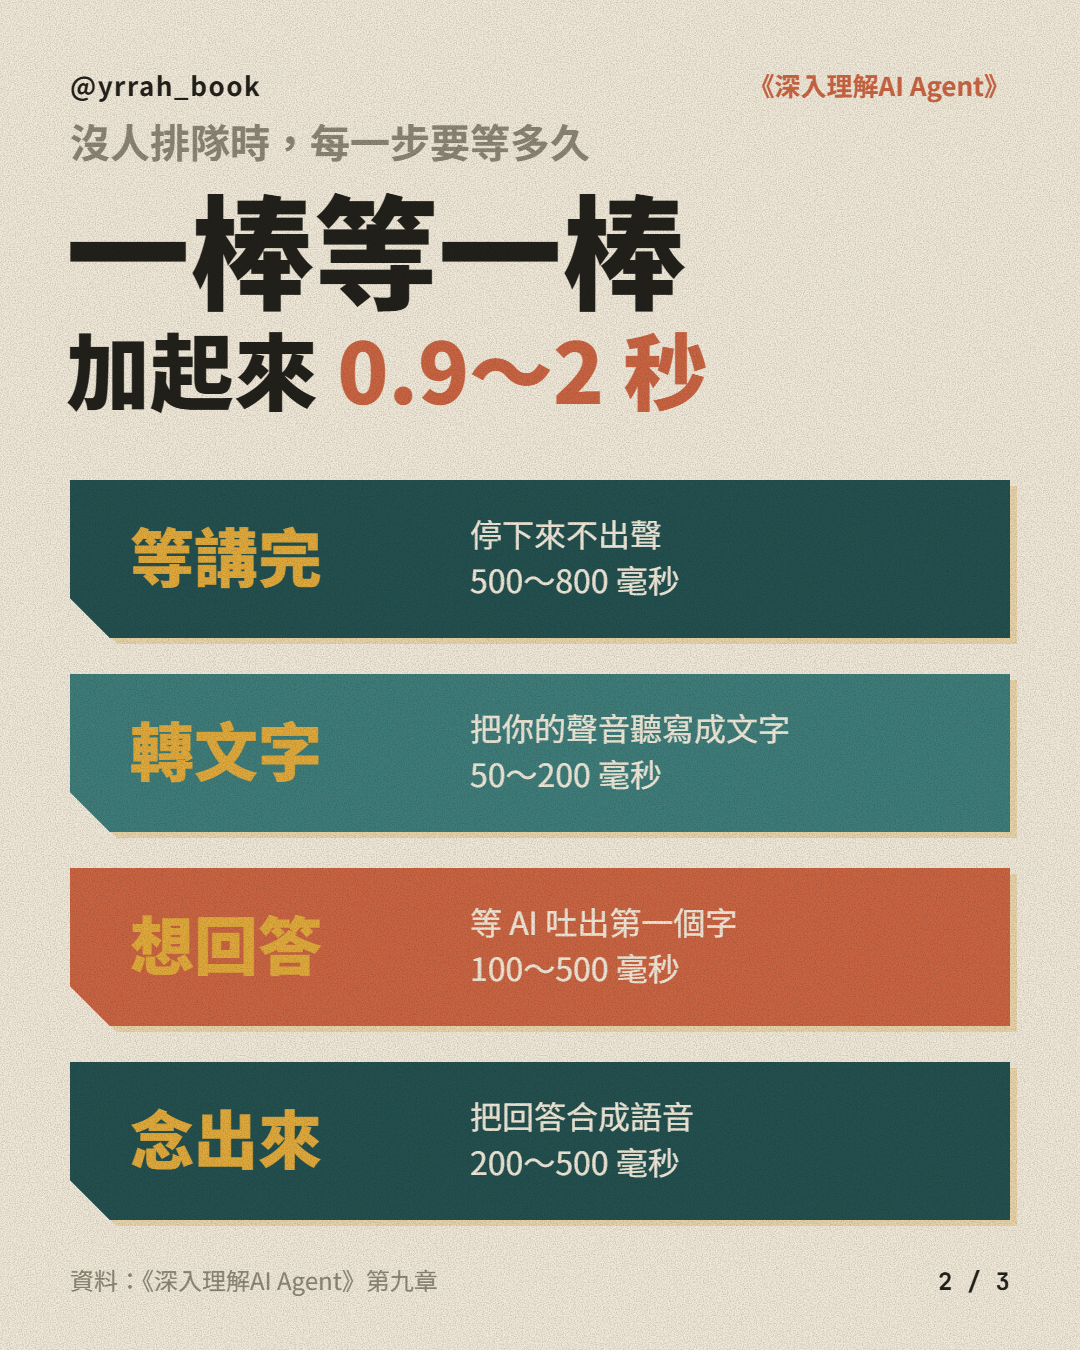 @yrrah_book
《深入理解AI Agent》
沒人排隊時，每一步要等多久
一棒等一棒
加起來 0.9～2 秒
等講完
停下來不出聲
500～800 毫秒
轉文字
把你的聲音聽寫成文字
50～200 毫秒
想回答
等 AI 吐出第一個字
100～500 毫秒
念出來
把回答合成語音
200～500 毫秒
資料：《深入理解AI Agent》第九章
2 / 3